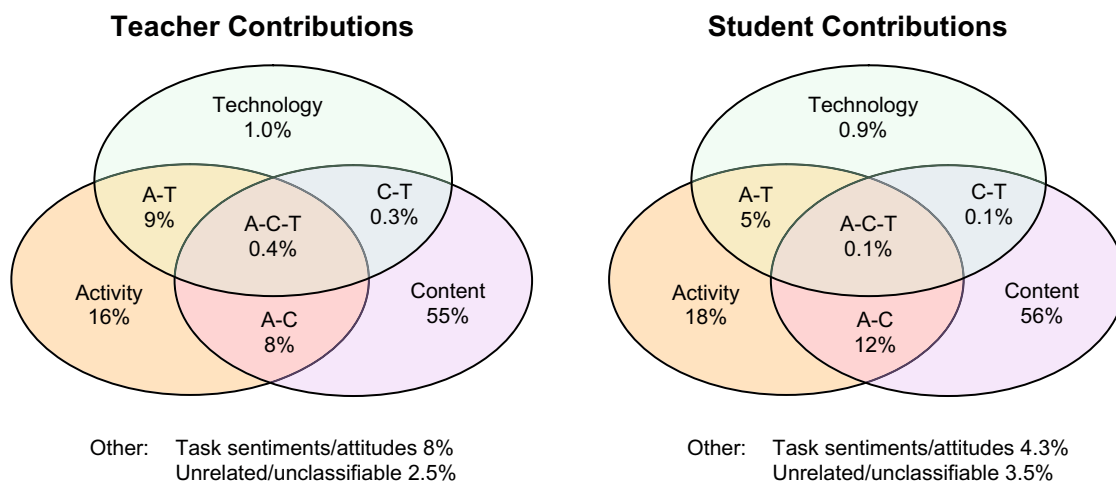 Teacher Contributions
Technology
1.0%
A-T
9%
C-T
0.3%
A-C-T
0.4%
Activity
16%
Content
55%
A-C
8%
Other: Task sentiments/attitudes 8%
Unrelated/unclassifiable 2.5%
Student Contributions
Technology
0.9%
A-T
5%
C-T
0.1%
A-C-T
0.1%
Activity
18%
Content
56%
A-C
12%
Other: Task sentiments/attitudes 4.3%
Unrelated/unclassifiable 3.5%